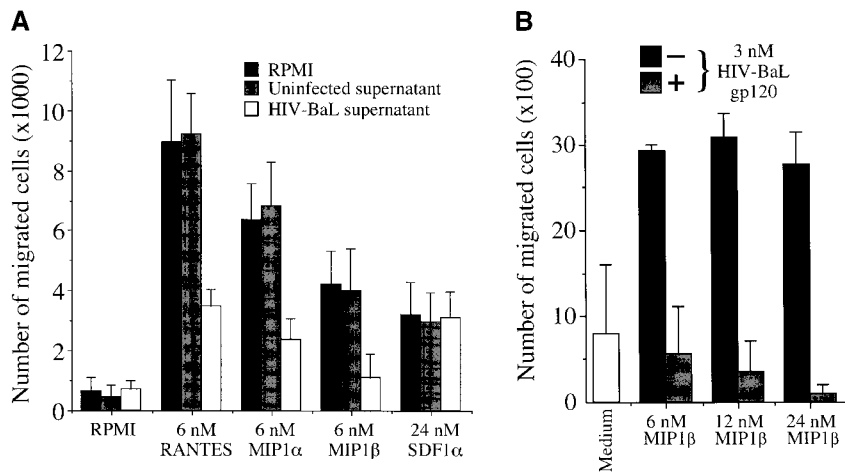 A
Number of migrated cells (x1000)
12
10
8
6
4
2
0
RPMI
Uninfected supernatant
HIV-BaL supernatant
RPMI
6 nM
RANTES
6 nM
MIP1α
6 nM
MIP1β
24 nM
SDF1α
B
Number of migrated cells (x100)
40
30
20
10
0
−
+
3 nM
HIV-BaL
gp120
Medium
6 nM
MIP1β
12 nM
MIP1β
24 nM
MIP1β